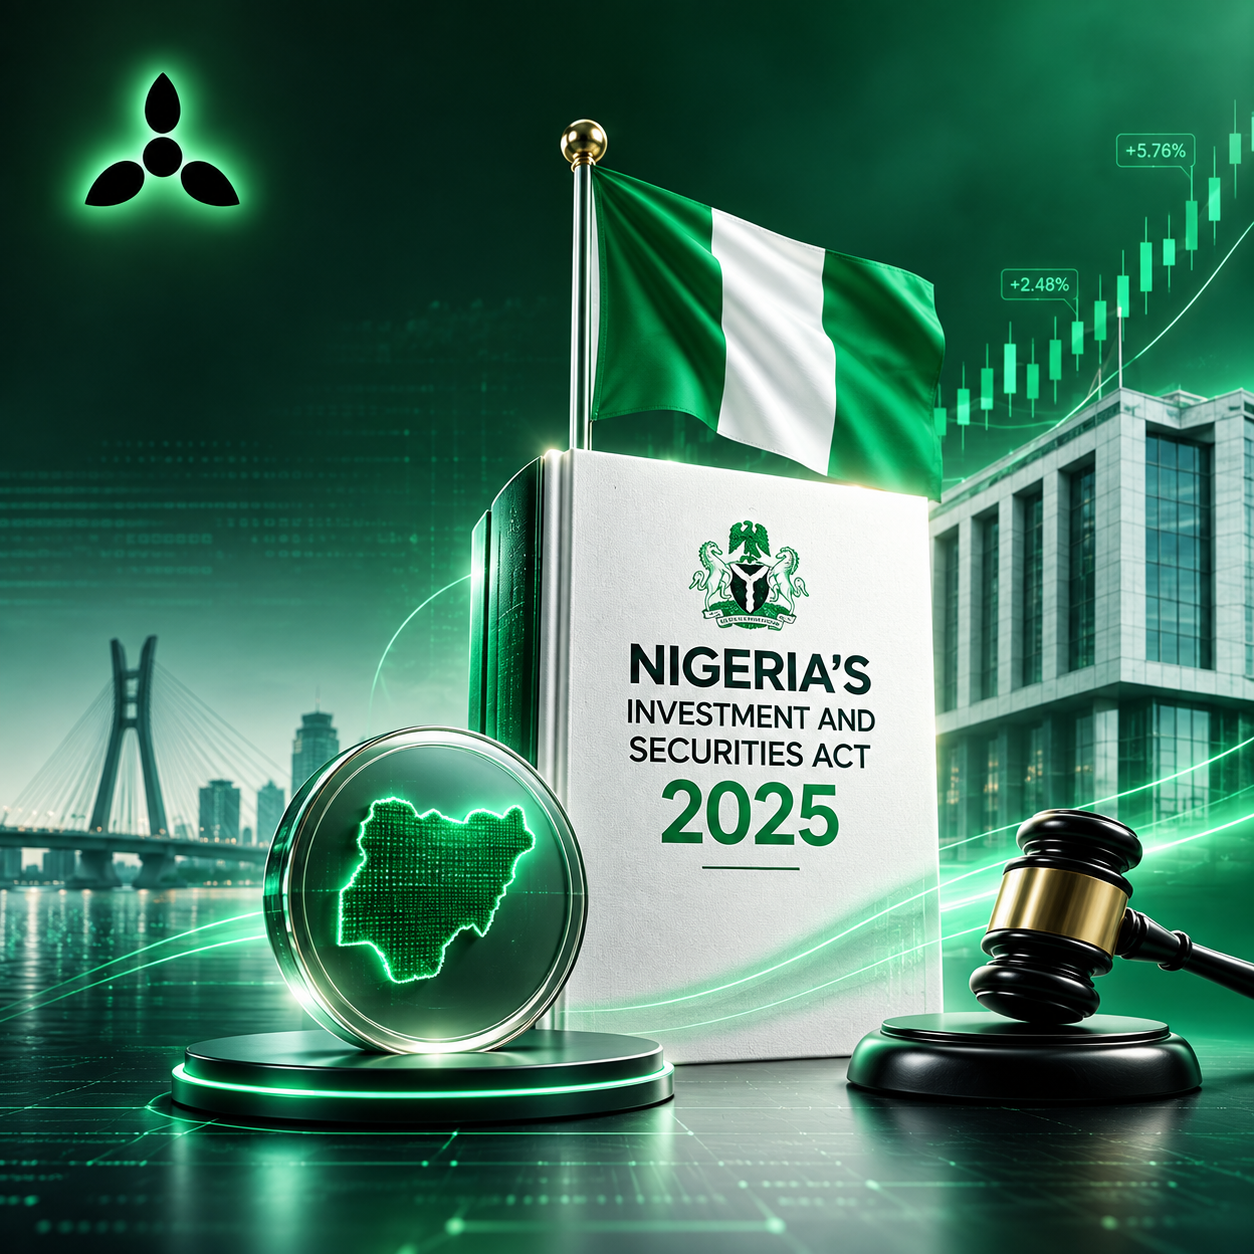 +5.76%
+2.48%
NIGERIA'S
INVESTMENT AND
SECURITIES ACT
2025